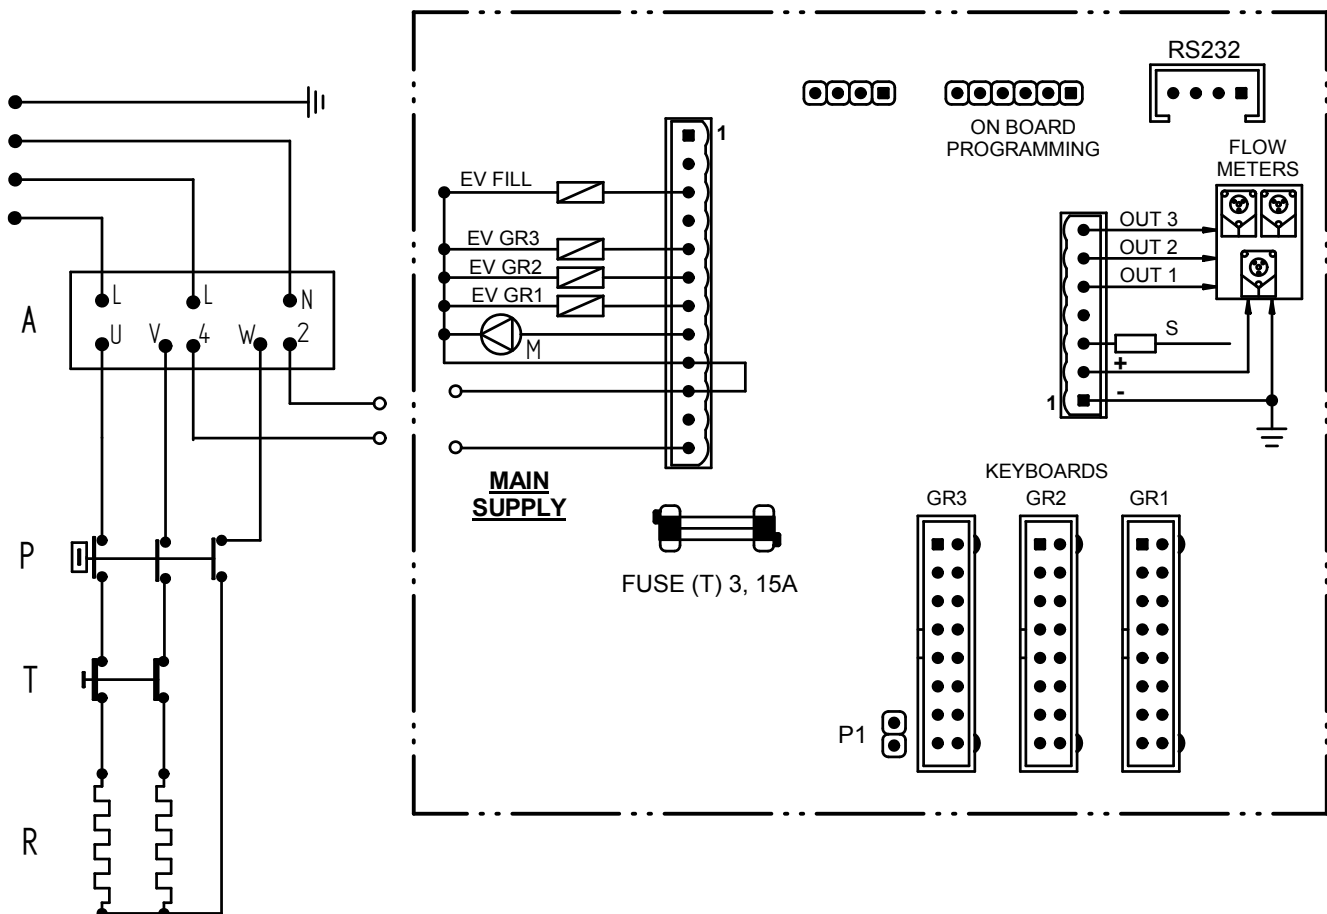 RS232
ON BOARD
PROGRAMMING
FLOW
METERS
1
EV FILL
EV GR3
EV GR2
EV GR1
M
OUT 3
OUT 2
OUT 1
S
+
-
1
A
L
L
N
U
V
4
W
2
MAIN
SUPPLY
FUSE (T) 3, 15A
KEYBOARDS
GR3
GR2
GR1
P
T
P1
R